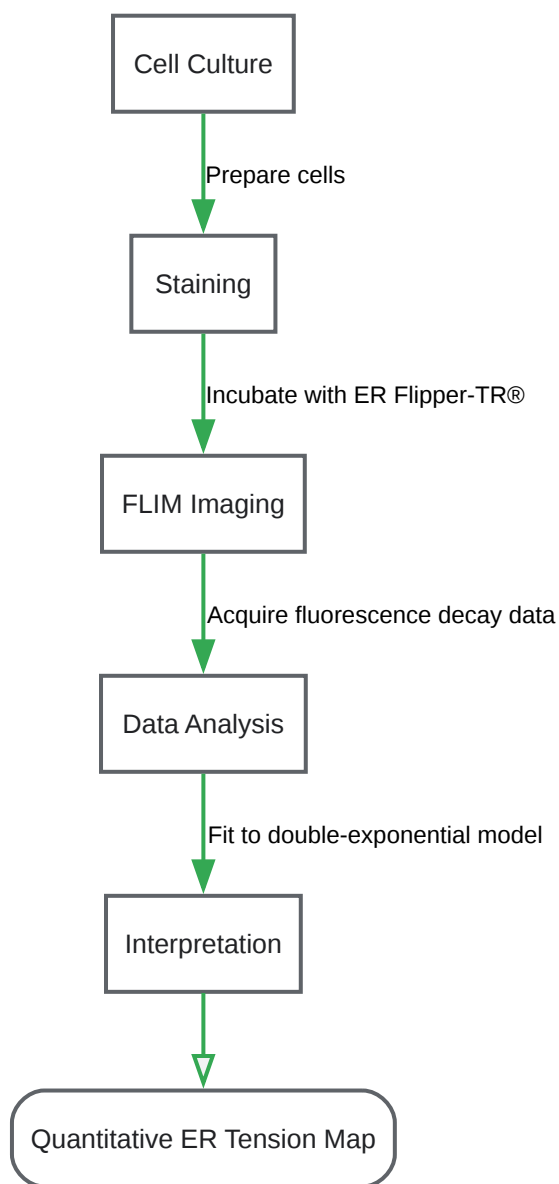 Cell Culture
Prepare cells
Staining
Incubate with ER Flipper-TR®
FLIM Imaging
Acquire fluorescence decay data
Data Analysis
Fit to double-exponential model
Interpretation
Quantitative ER Tension Map